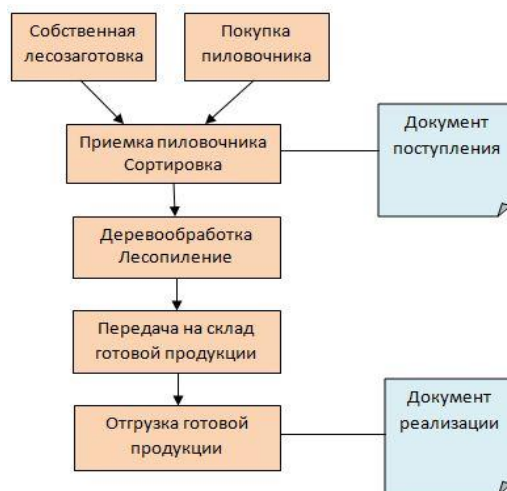 Собственная
лесозаготовка
Покупка
пиловочника
Приемка пиловочника
Сортировка
Документ
поступления
Деревообработка
Лесопиление
Передача на склад
готовой продукции
Отгрузка готовой
продукции
Документ
реализации